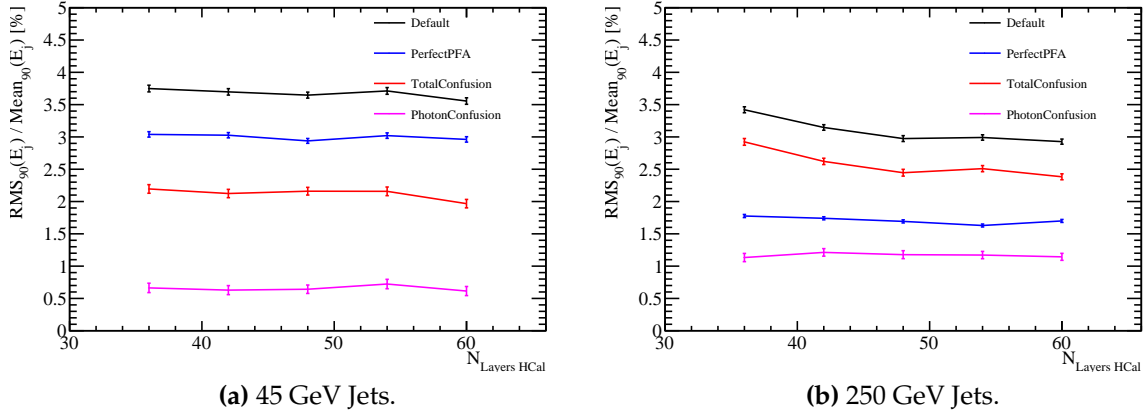 RMS90(Ej) / Mean90(Ej) [%]
5
4.5
4
3.5
3
2.5
2
1.5
1
0.5
0
30
40
50
60
NLayers HCal
Default
PerfectPFA
TotalConfusion
PhotonConfusion
(a) 45 GeV Jets.
RMS90(Ej) / Mean90(Ej) [%]
5
4.5
4
3.5
3
2.5
2
1.5
1
0.5
0
30
40
50
60
NLayers HCal
Default
PerfectPFA
TotalConfusion
PhotonConfusion
(b) 250 GeV Jets.